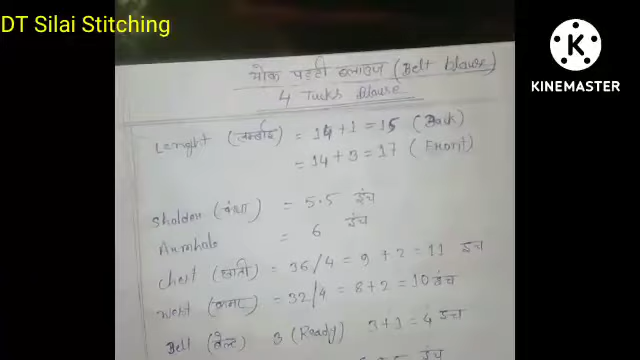 DT Silai Stitching
K
KINEMASTER
चौक पट्टी ब्लाउज (Belt blouse)
4 Tucks Blouse
Lenght (लम्बाई) = 14+1 = 15 (Back)
= 14+3 = 17 (Front)
Sholder (कंधा) = 5.5 इंच
Aurmhole = 6 इंच
Chest (छाती) = 36/4 = 9+2 = 11 इंच
West (कमर) = 32/4 = 8+2 = 10 इंच
Belt (बेल्ट) 3 (Ready) 3+1 = 4 इंच
इंच